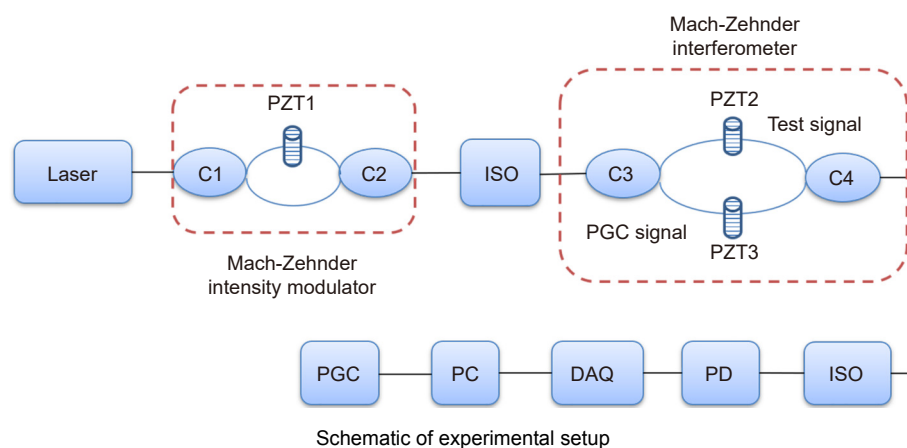 Mach-Zehnder
interferometer
PZT1
PZT2
Test signal
Laser
C1
C2
ISO
C3
C4
PGC signal
PZT3
Mach-Zehnder
intensity modulator
PGC
PC
DAQ
PD
ISO
Schematic of experimental setup